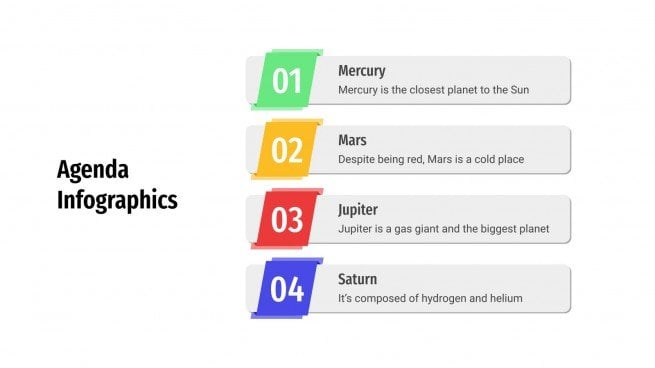 Agenda
Infographics
01
Mercury
Mercury is the closest planet to the Sun
02
Mars
Despite being red, Mars is a cold place
03
Jupiter
Jupiter is a gas giant and the biggest planet
04
Saturn
It’s composed of hydrogen and helium